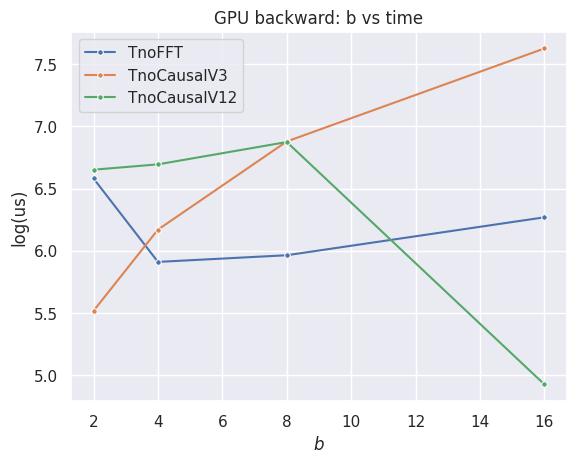 GPU backward: b vs time
TnoFFT
TnoCausalV3
TnoCausalV12
log(us)
7.5
7.0
6.5
6.0
5.5
5.0
2 4 6 8 10 12 14 16
b